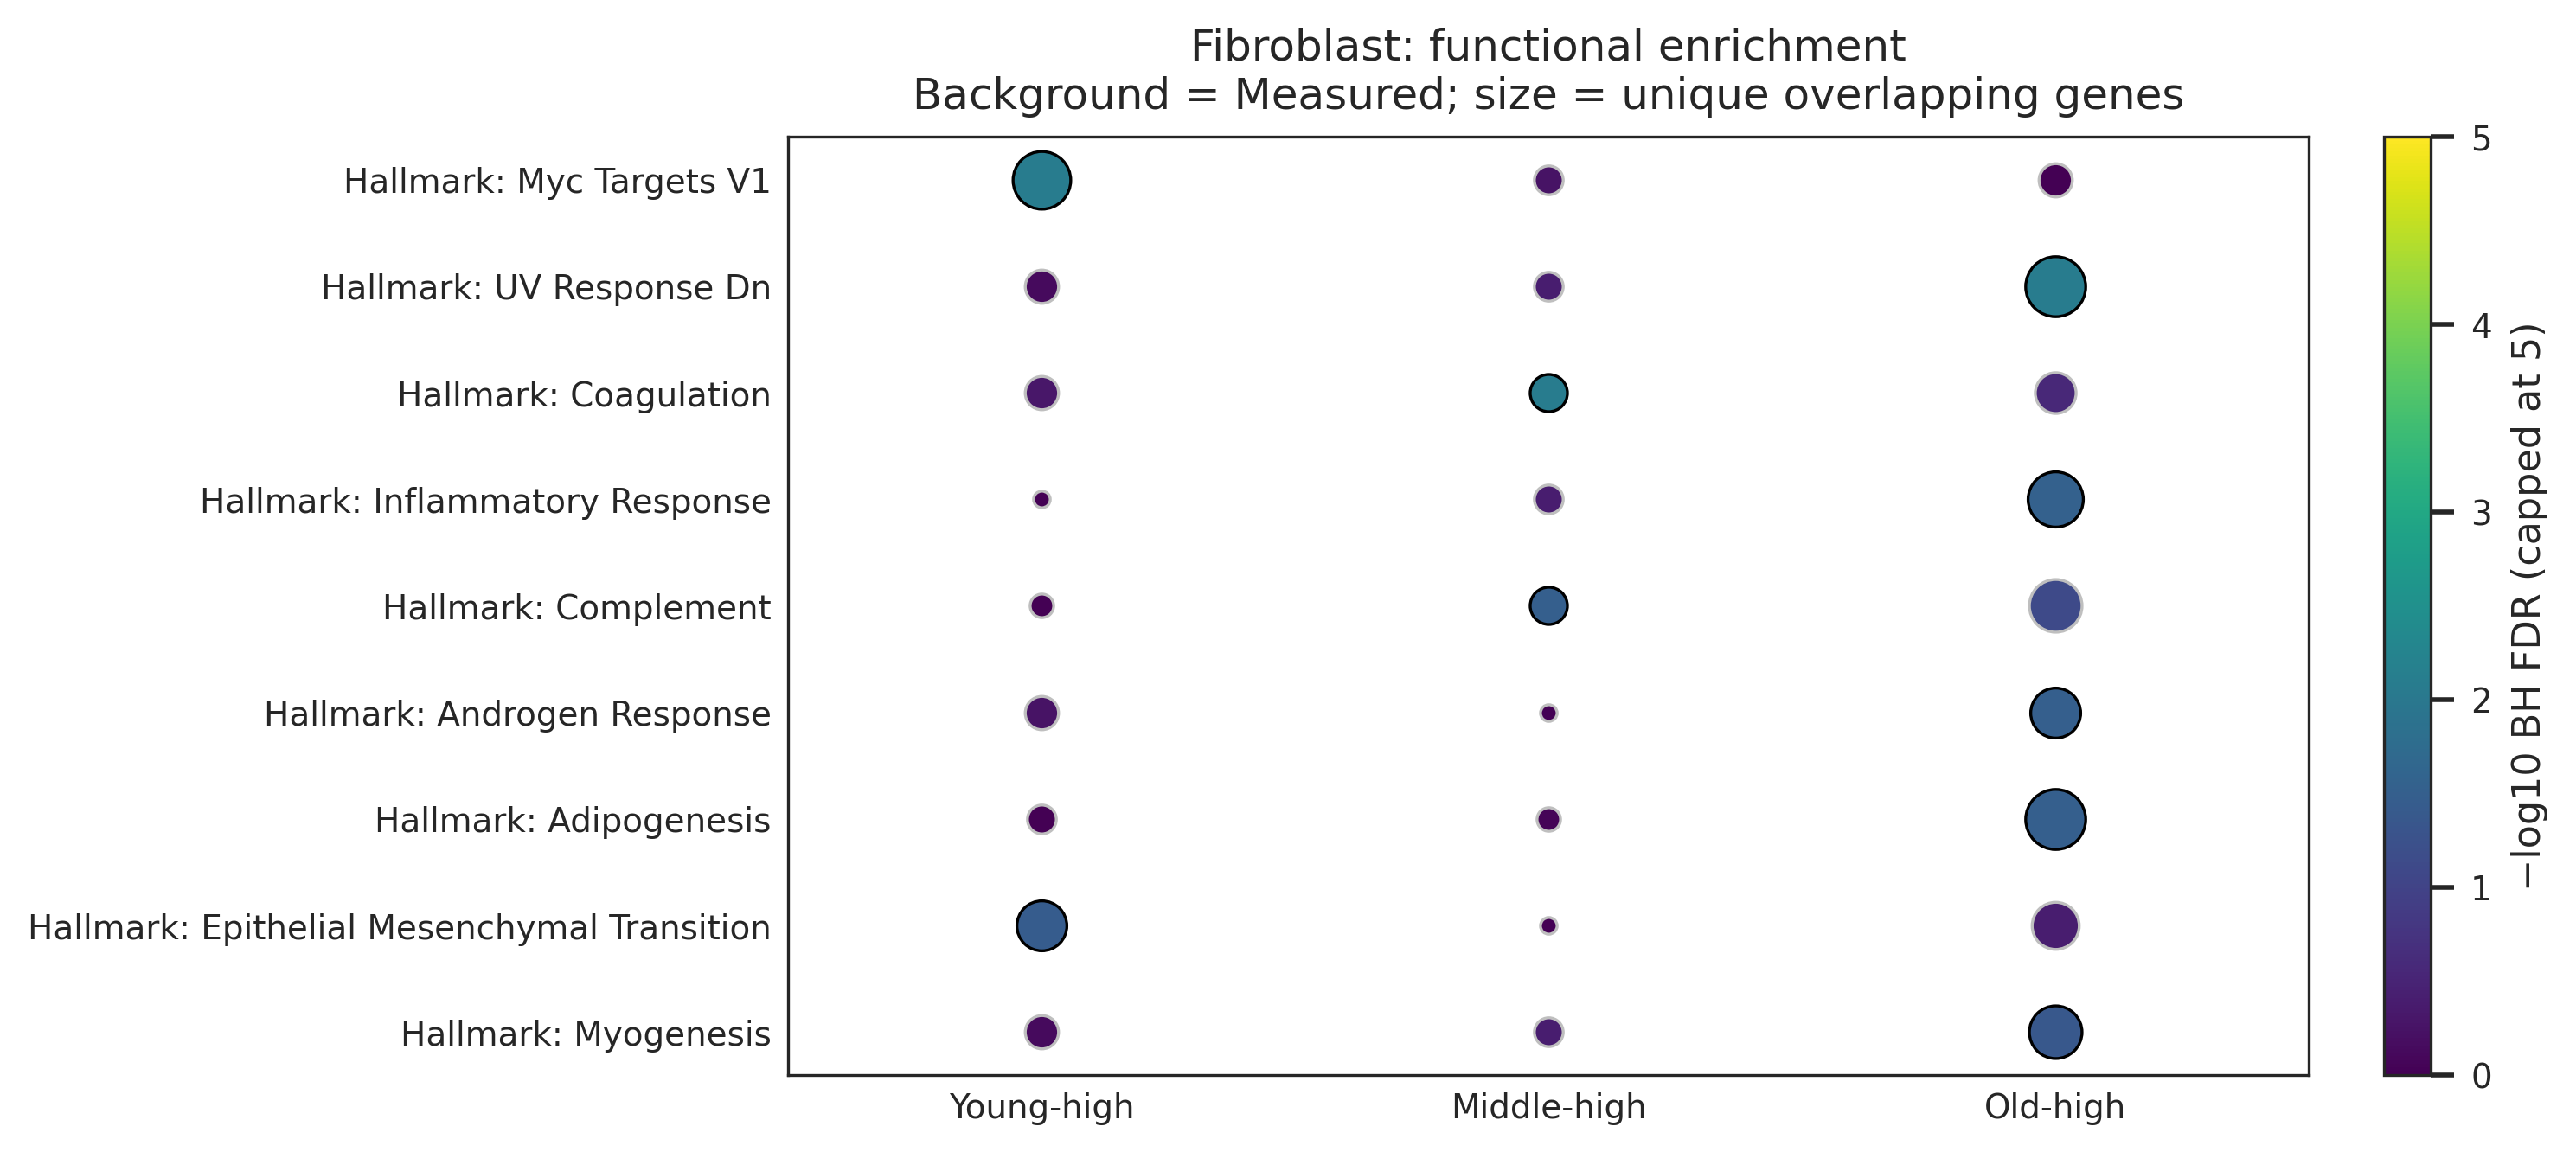 Fibroblast: functional enrichment
Background = Measured; size = unique overlapping genes
Hallmark: Myc Targets V1
Hallmark: UV Response Dn
Hallmark: Coagulation
Hallmark: Inflammatory Response
Hallmark: Complement
Hallmark: Androgen Response
Hallmark: Adipogenesis
Hallmark: Epithelial Mesenchymal Transition
Hallmark: Myogenesis
Young-high
Middle-high
Old-high
5
4
3
2
1
0
−log10 BH FDR (capped at 5)